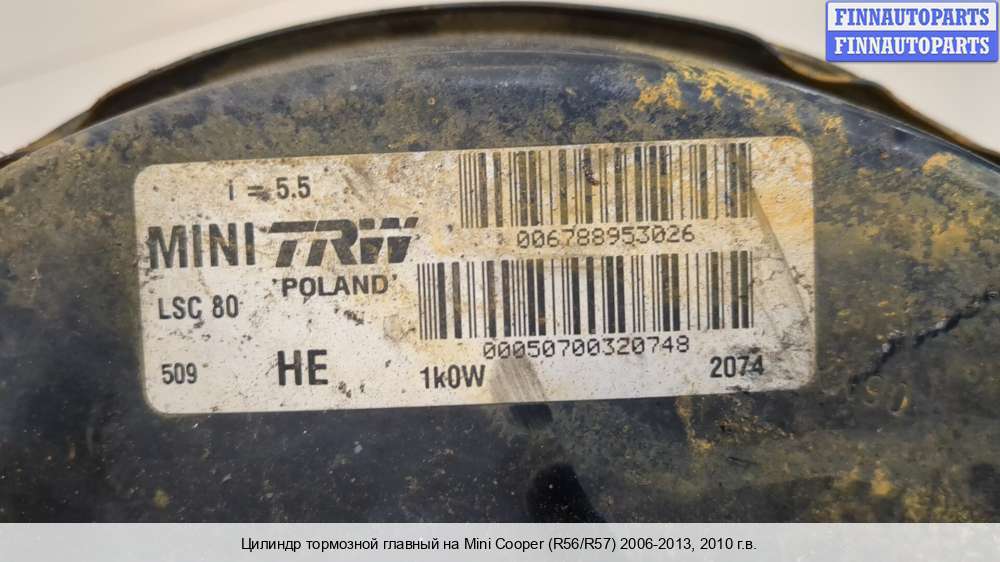 FINNAUTOPARTS
FINNAUTOPARTS
i = 5.5
MINI TRW
006788953026
'POLAND'
LSC 80
00050700320748
509 HE 1k0W 2074
Цилиндр тормозной главный на Mini Cooper (R56/R57) 2006-2013, 2010 г.в.